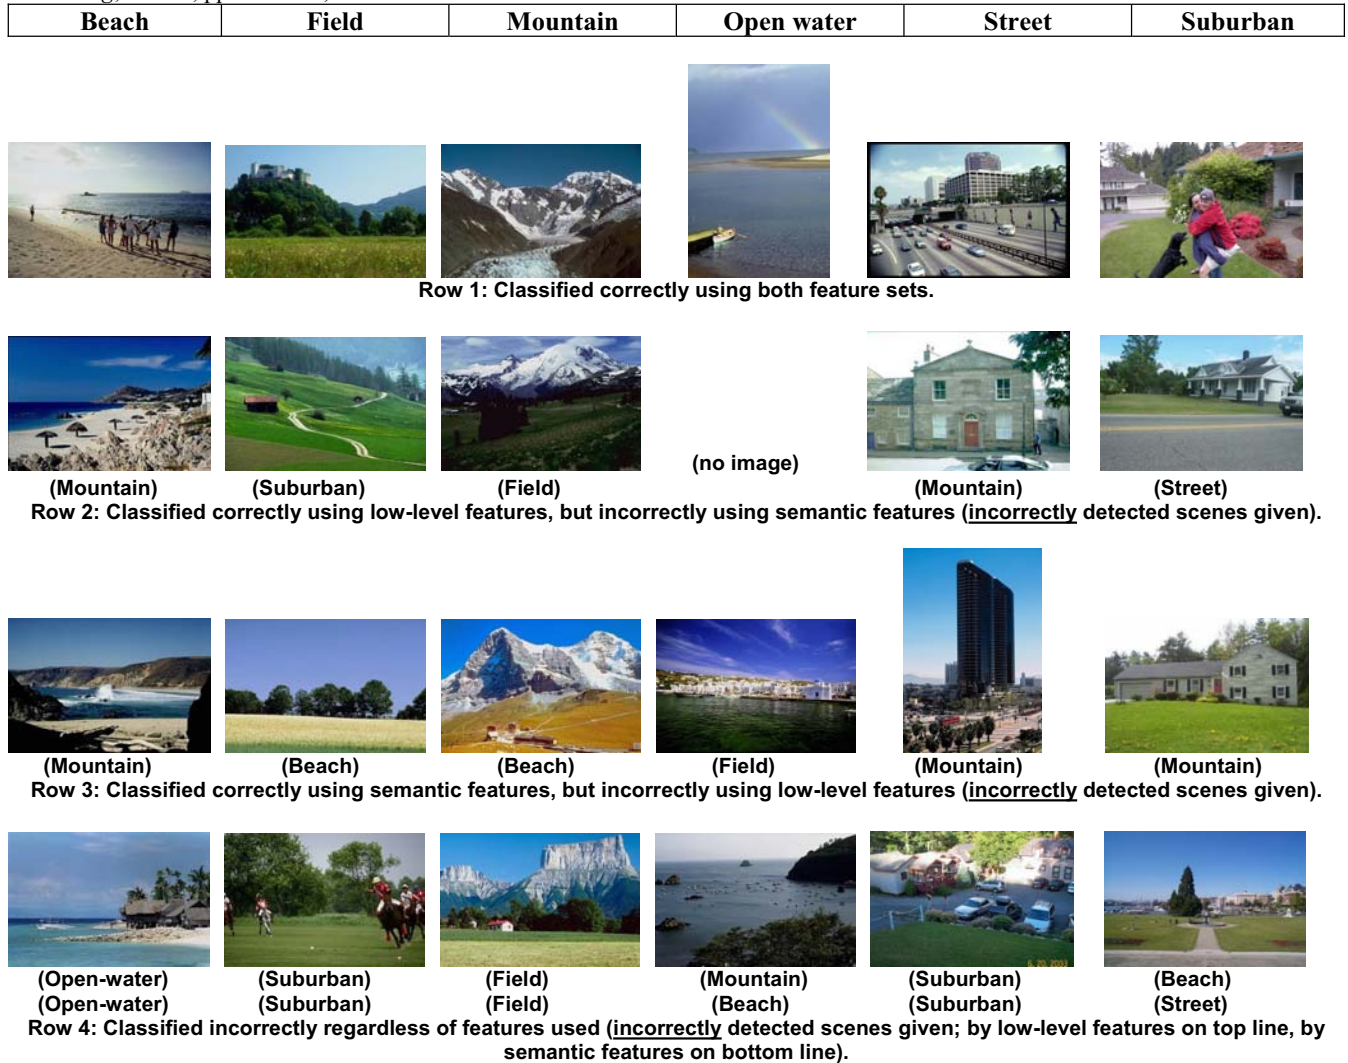 Beach Field Mountain Open water Street Suburban
Row 1: Classified correctly using both feature sets.
(no image)
(Mountain) (Suburban) (Field) (Mountain) (Street)
Row 2: Classified correctly using low-level features, but incorrectly using semantic features (incorrectly detected scenes given).
(Mountain) (Beach) (Beach) (Field) (Mountain) (Mountain)
Row 3: Classified correctly using semantic features, but incorrectly using low-level features (incorrectly detected scenes given).
6.20.2003
(Open-water) (Suburban) (Field) (Mountain) (Suburban) (Beach)
(Open-water) (Suburban) (Field) (Beach) (Suburban) (Street)
Row 4: Classified incorrectly regardless of features used (incorrectly detected scenes given; by low-level features on top line, by
semantic features on bottom line).